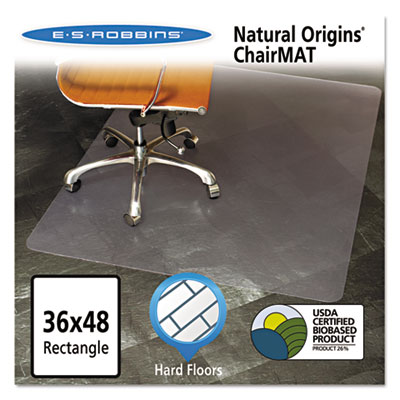 E·S·ROBBINS®
Natural Origins®
ChairMAT
36x48
Rectangle
Hard Floors
USDA
CERTIFIED
BIOBASED
PRODUCT
PRODUCT 26%